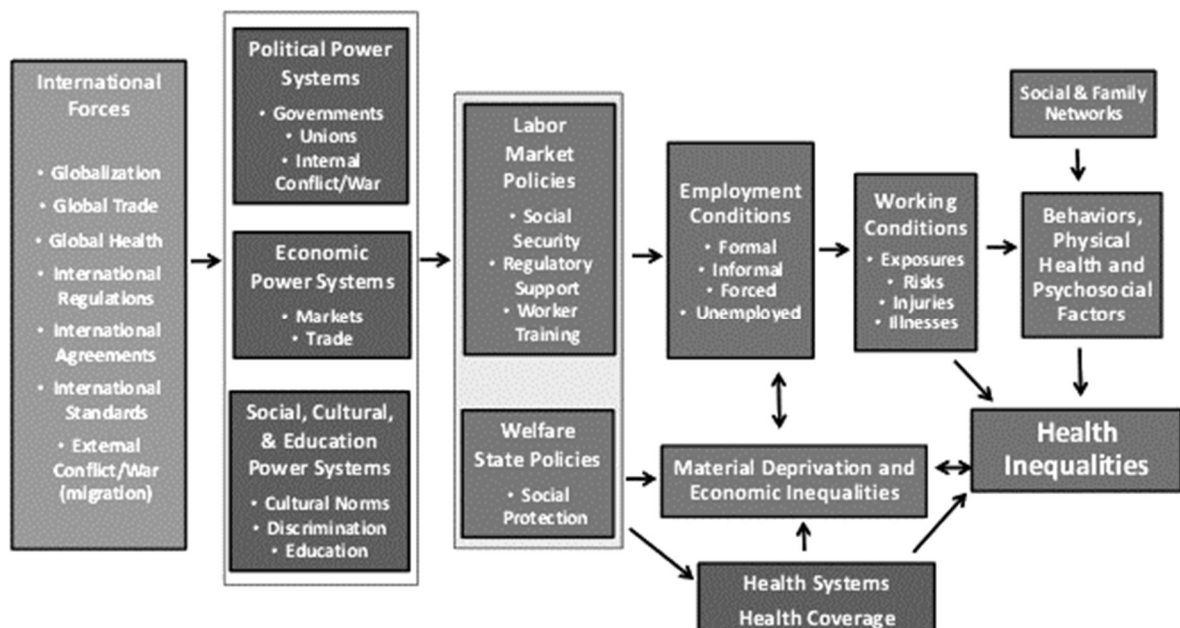 International
Forces
• Globalization
• Global Trade
• Global Health
• International
Regulations
• International
Agreements
• International
Standards
• External
Conflict/War
(migration)
Political Power
Systems
• Governments
• Unions
• Internal
Conflict/War
Economic
Power Systems
• Markets
• Trade
Social, Cultural,
& Education
Power Systems
• Cultural Norms
• Discrimination
• Education
Labor
Market
Policies
• Social
Security
• Regulatory
Support
• Worker
Training
Welfare
State Policies
• Social
Protection
Employment
Conditions
• Formal
• Informal
• Forced
• Unemployed
Working
Conditions
• Exposures
• Risks
• Injuries
• Illnesses
Social & Family
Networks
Behaviors,
Physical
Health and
Psychosocial
Factors
Material Deprivation and
Economic Inequalities
Health
Inequalities
Health Systems
Health Coverage